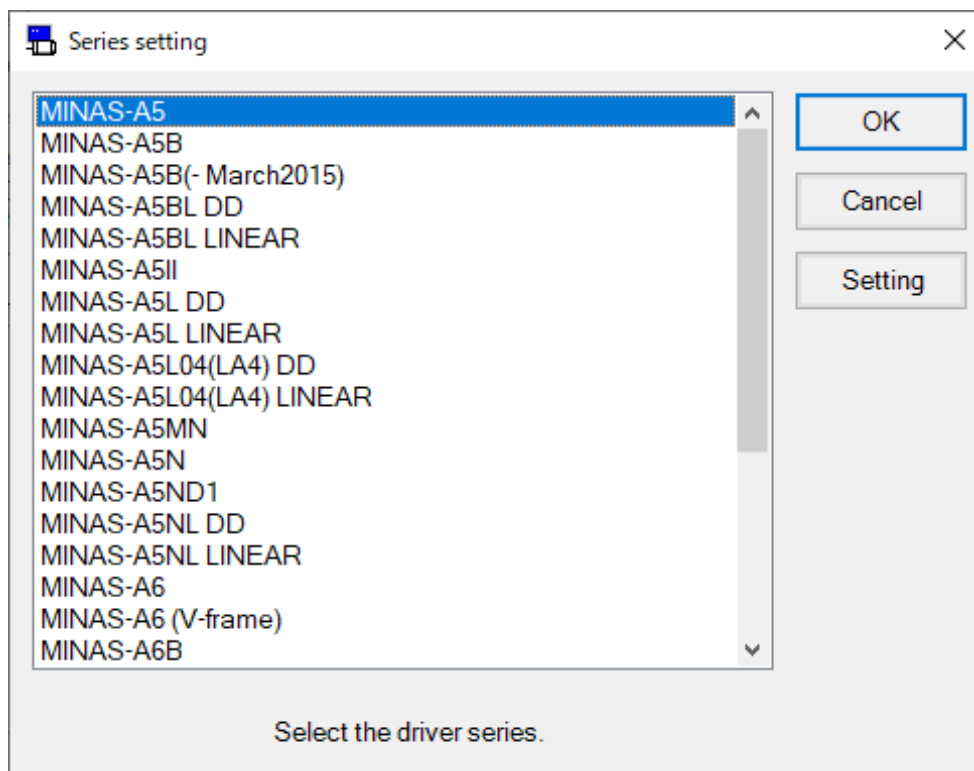 Series setting
MINAS-A5
MINAS-A5B
MINAS-A5B(- March2015)
MINAS-A5BL DD
MINAS-A5BL LINEAR
MINAS-A5II
MINAS-A5L DD
MINAS-A5L LINEAR
MINAS-A5L04(LA4) DD
MINAS-A5L04(LA4) LINEAR
MINAS-A5MN
MINAS-A5N
MINAS-A5ND1
MINAS-A5NL DD
MINAS-A5NL LINEAR
MINAS-A6
MINAS-A6 (V-frame)
MINAS-A6B
OK
Cancel
Setting
Select the driver series.